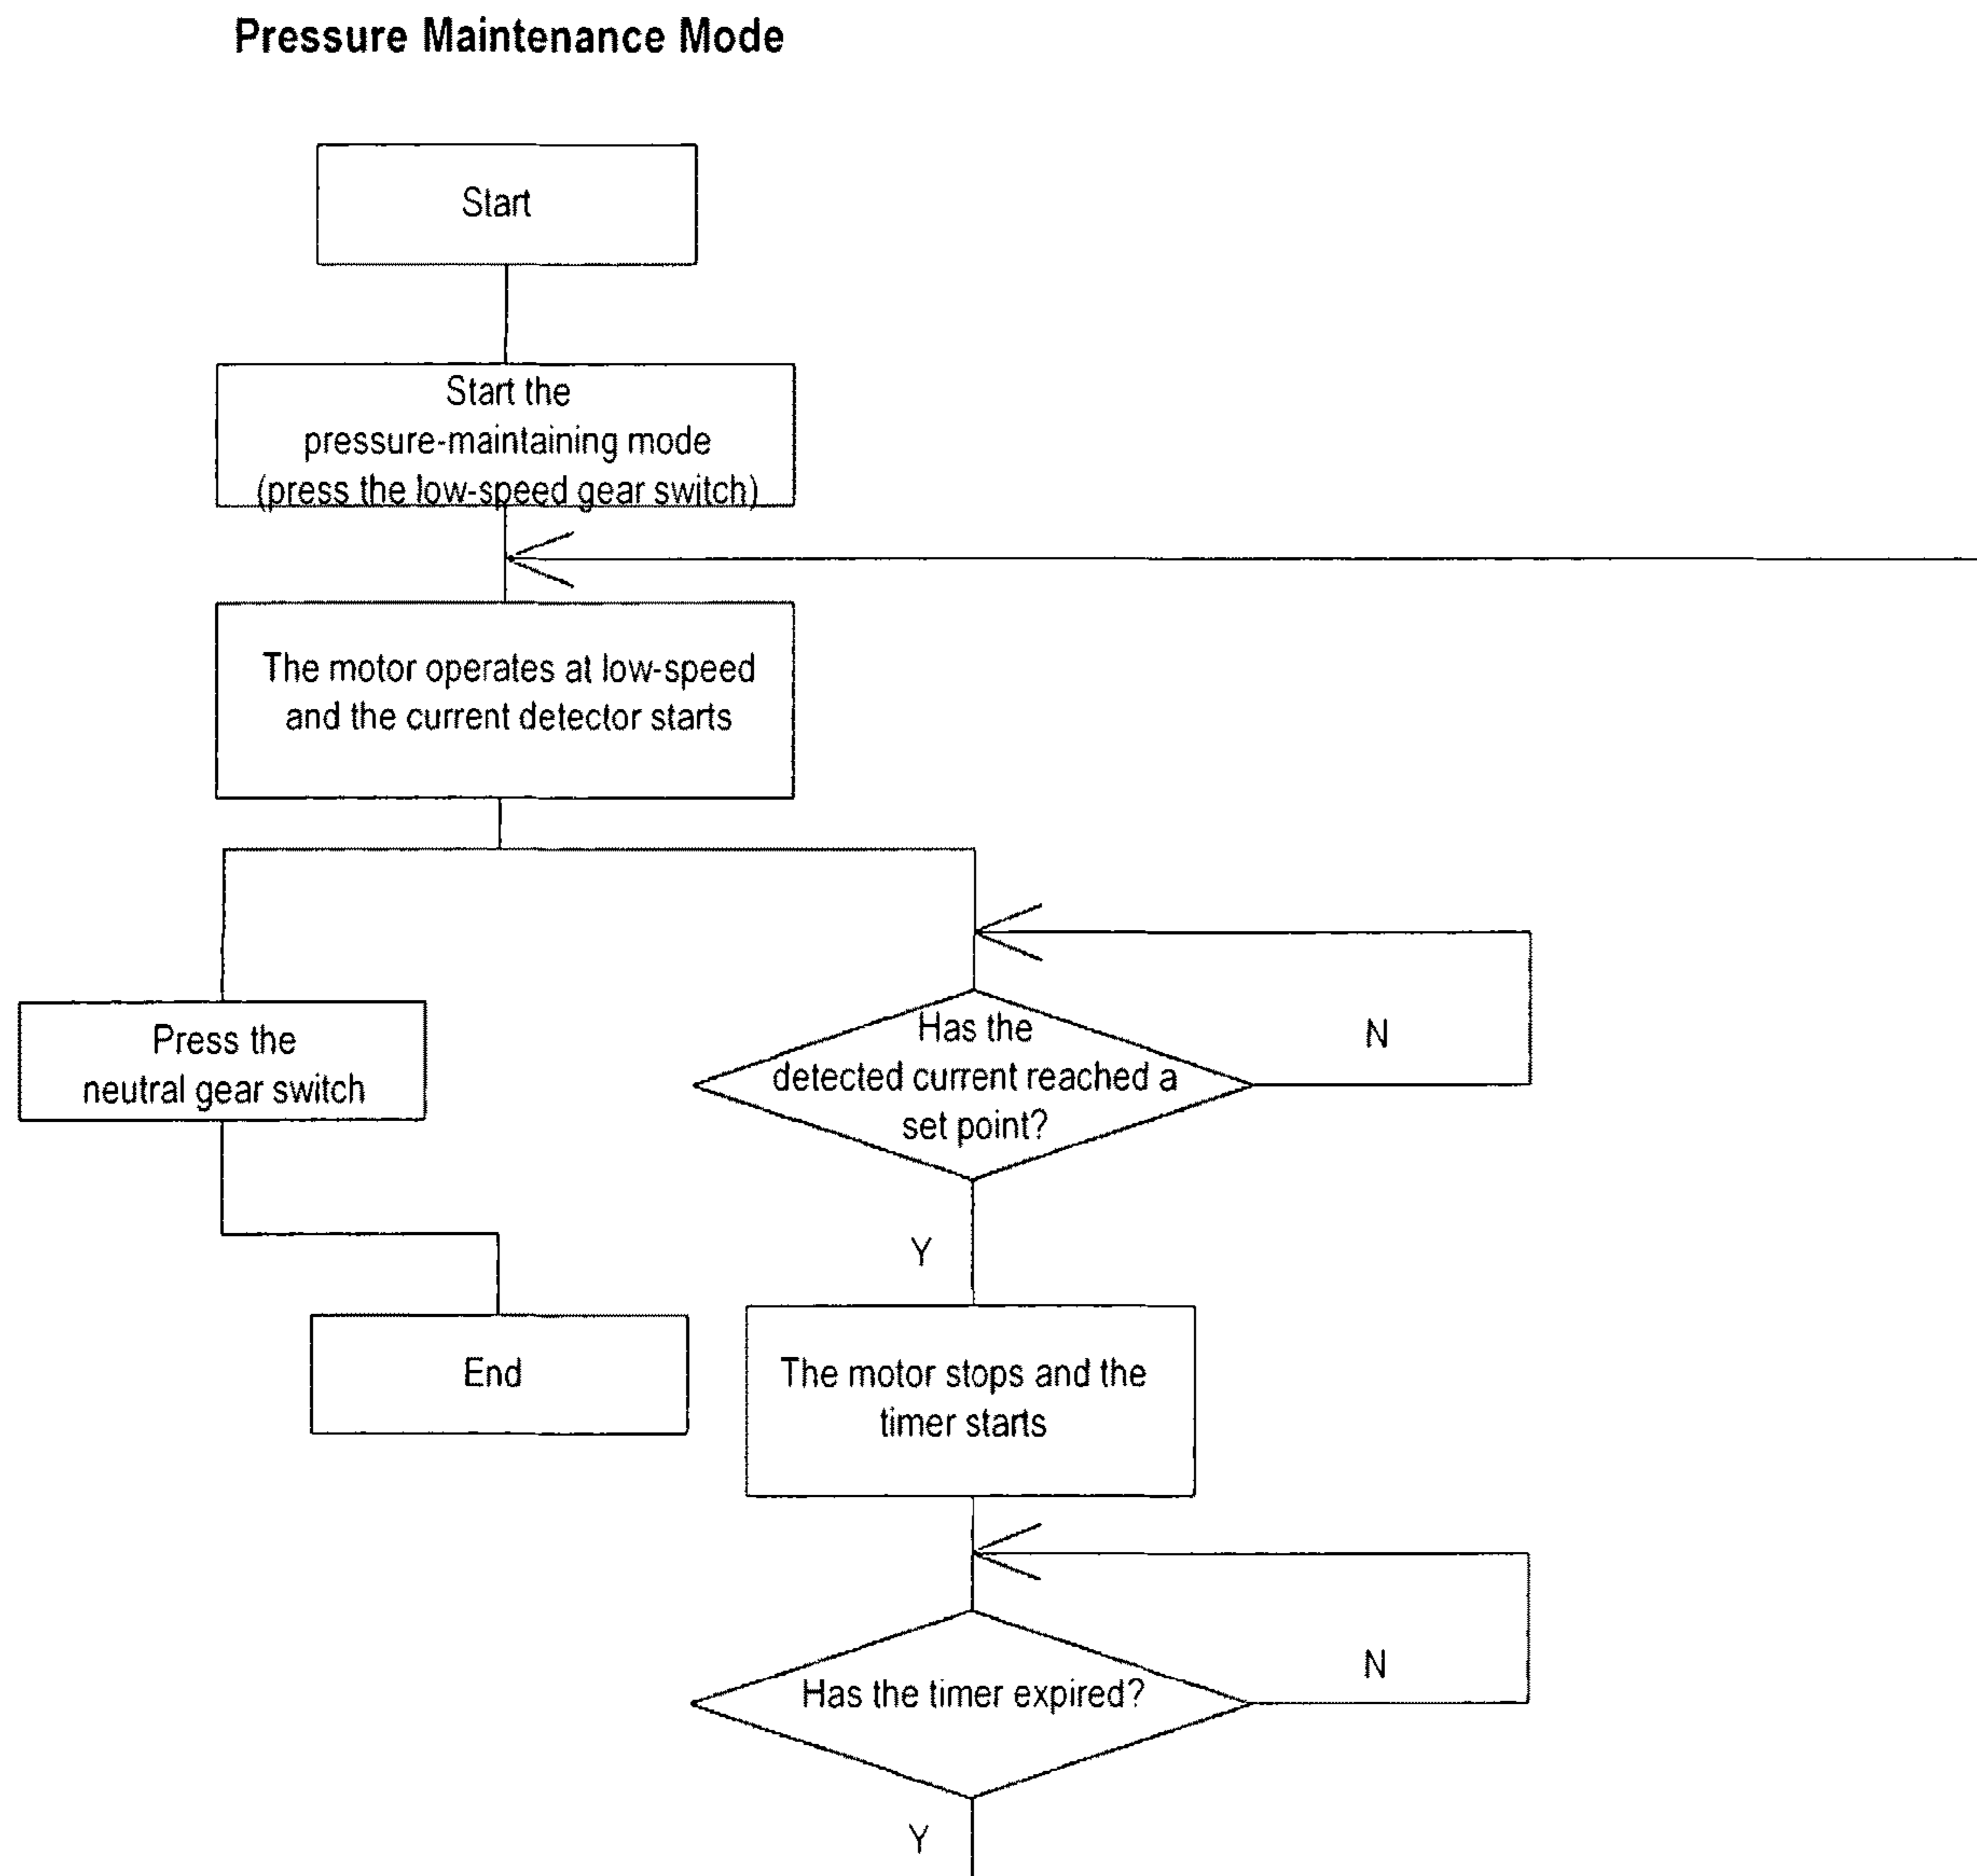 Pressure Maintenance Mode
Start
Start the
pressure-maintaining mode
(press the low-speed gear switch)
The motor operates at low-speed
and the current detector starts
Press the
neutral gear switch
Has the
detected current reached a
set point?
N
Y
End
The motor stops and the
timer starts
Has the timer expired?
N
Y